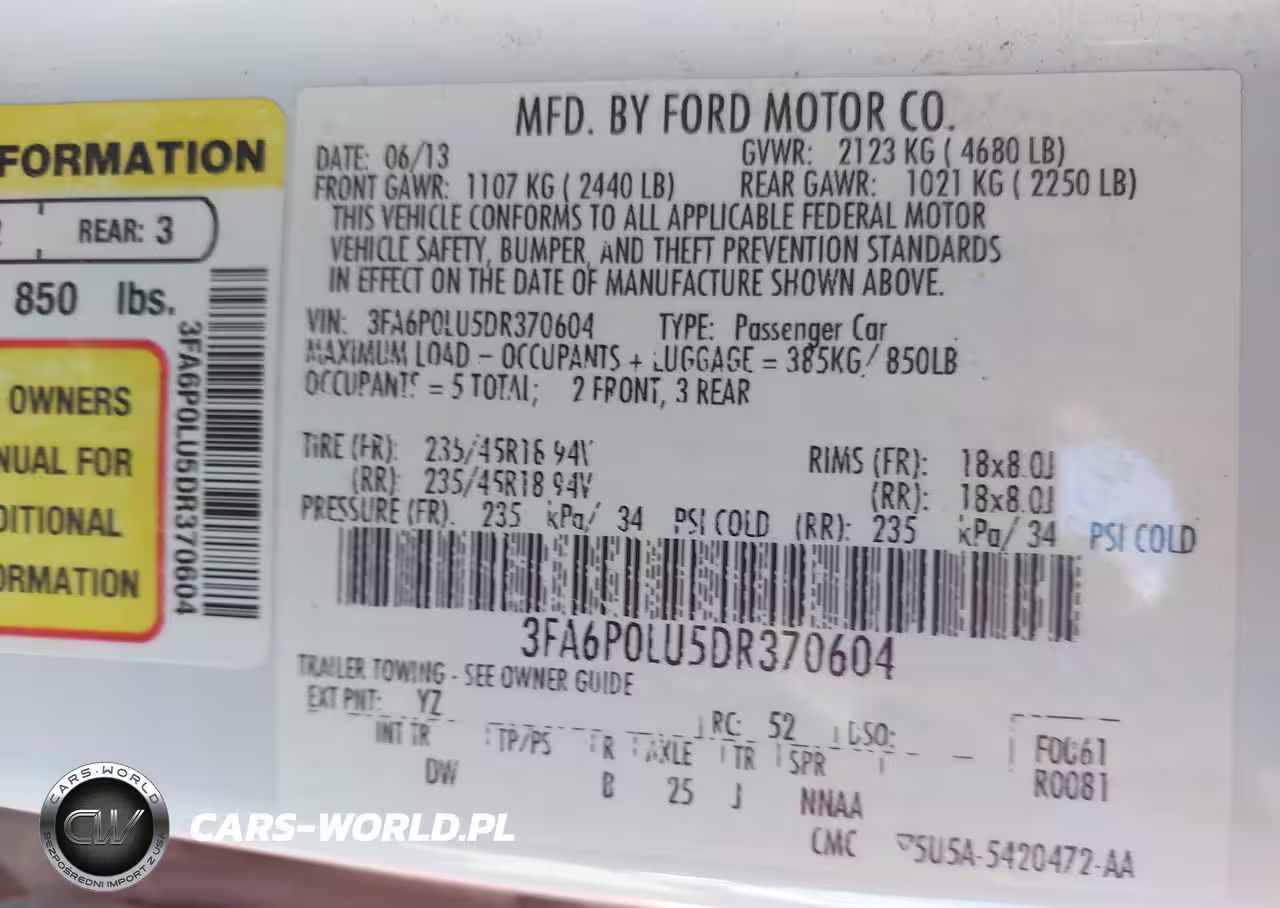 FORMATION
REAR: 3
850 lbs.
3FA6P0LU5DR370604
OWNERS
NUAL FOR
DITIONAL
ORMATION
MFD. BY FORD MOTOR CO.
DATE: 06/13 GVWR: 2123 KG ( 4680 LB)
FRONT GAWR: 1107 KG ( 2440 LB) REAR GAWR: 1021 KG ( 2250 LB)
THIS VEHICLE CONFORMS TO ALL APPLICABLE FEDERAL MOTOR
VEHICLE SAFETY, BUMPER, AND THEFT PREVENTION STANDARDS
IN EFFECT ON THE DATE OF MANUFACTURE SHOWN ABOVE.
VIN: 3FA6P0LU5DR370604 TYPE: Passenger Car
MAXIMUM LOAD - OCCUPANTS + LUGGAGE = 385KG/ 850LB
OCCUPANTS = 5 TOTAL; 2 FRONT, 3 REAR
TIRE (FR): 235/45R18 94V RIMS (FR): 18x8.0J
(RR): 235/45R18 94V (RR): 18x8.0J
PRESSURE (FR). 235 kPa/ 34 PSI COLD (RR): 235 kPa/ 34 PSI COLD
3FA6P0LU5DR370604
TRAILER TOWING - SEE OWNER GUIDE
EXT PNT: YZ RC: 52 DSO:
INT TR TP/PS R AXLE TR SPR F0061
DW B 25 J NNAA R0081
CMC 5U5A-5420472-AA
CARS-WORLD
CW
BEZPOŚREDNI IMPORT Z USA
CARS-WORLD.PL